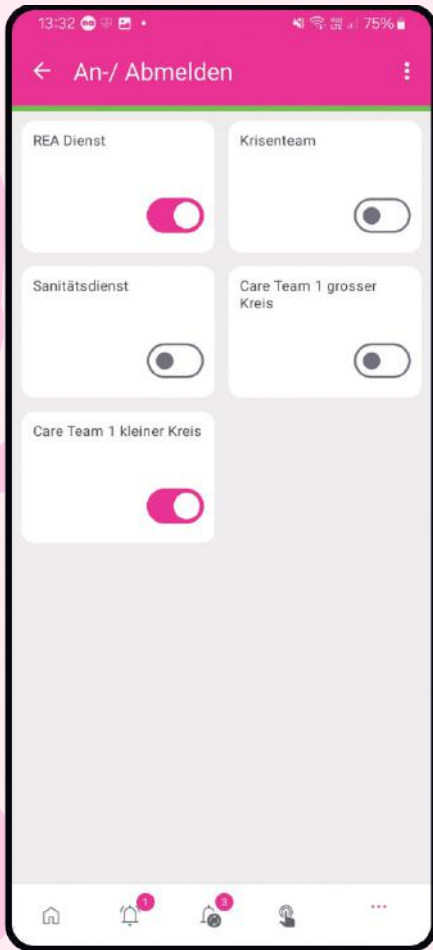 13:32
75%
An-/ Abmelden
REA Dienst
Krisenteam
Sanitätsdienst
Care Team 1 grosser
Kreis
Care Team 1 kleiner Kreis
1
3